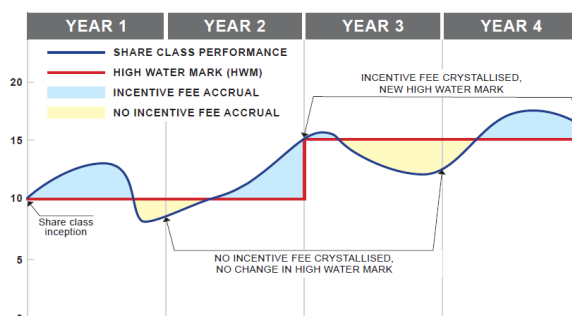 YEAR 1 YEAR 2 YEAR 3 YEAR 4
SHARE CLASS PERFORMANCE
HIGH WATER MARK (HWM)
INCENTIVE FEE ACCRUAL
NO INCENTIVE FEE ACCRUAL
INCENTIVE FEE CRYSTALLISED,
NEW HIGH WATER MARK
20
15
10
5
0
Share class
inception
NO INCENTIVE FEE CRYSTALLISED,
NO CHANGE IN HIGH WATER MARK